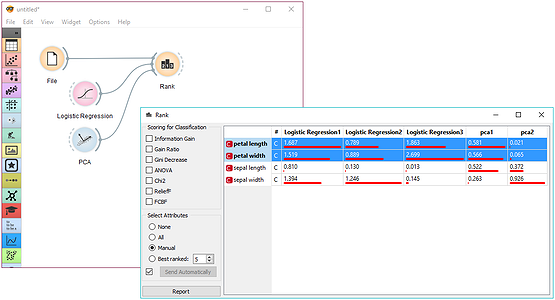 untitled*
File Edit View Widget Options Help
File
Logistic Regression
PCA
Rank
Rank
Scoring for Classification
Information Gain
Gain Ratio
Gini Decrease
ANOVA
Chi2
ReliefF
FCBF
Select Attributes
None
All
Manual
Best ranked: 5
Send Automatically
Report
# Logistic Regression1 Logistic Regression2 Logistic Regression3 pca1 pca2
C petal length C 1.687 0.789 1.863 0.581 0.021
C petal width C 1.519 0.889 2.699 0.566 0.065
C sepal length C 0.810 0.130 0.013 0.522 0.372
C sepal width C 1.394 1.246 0.145 0.263 0.926